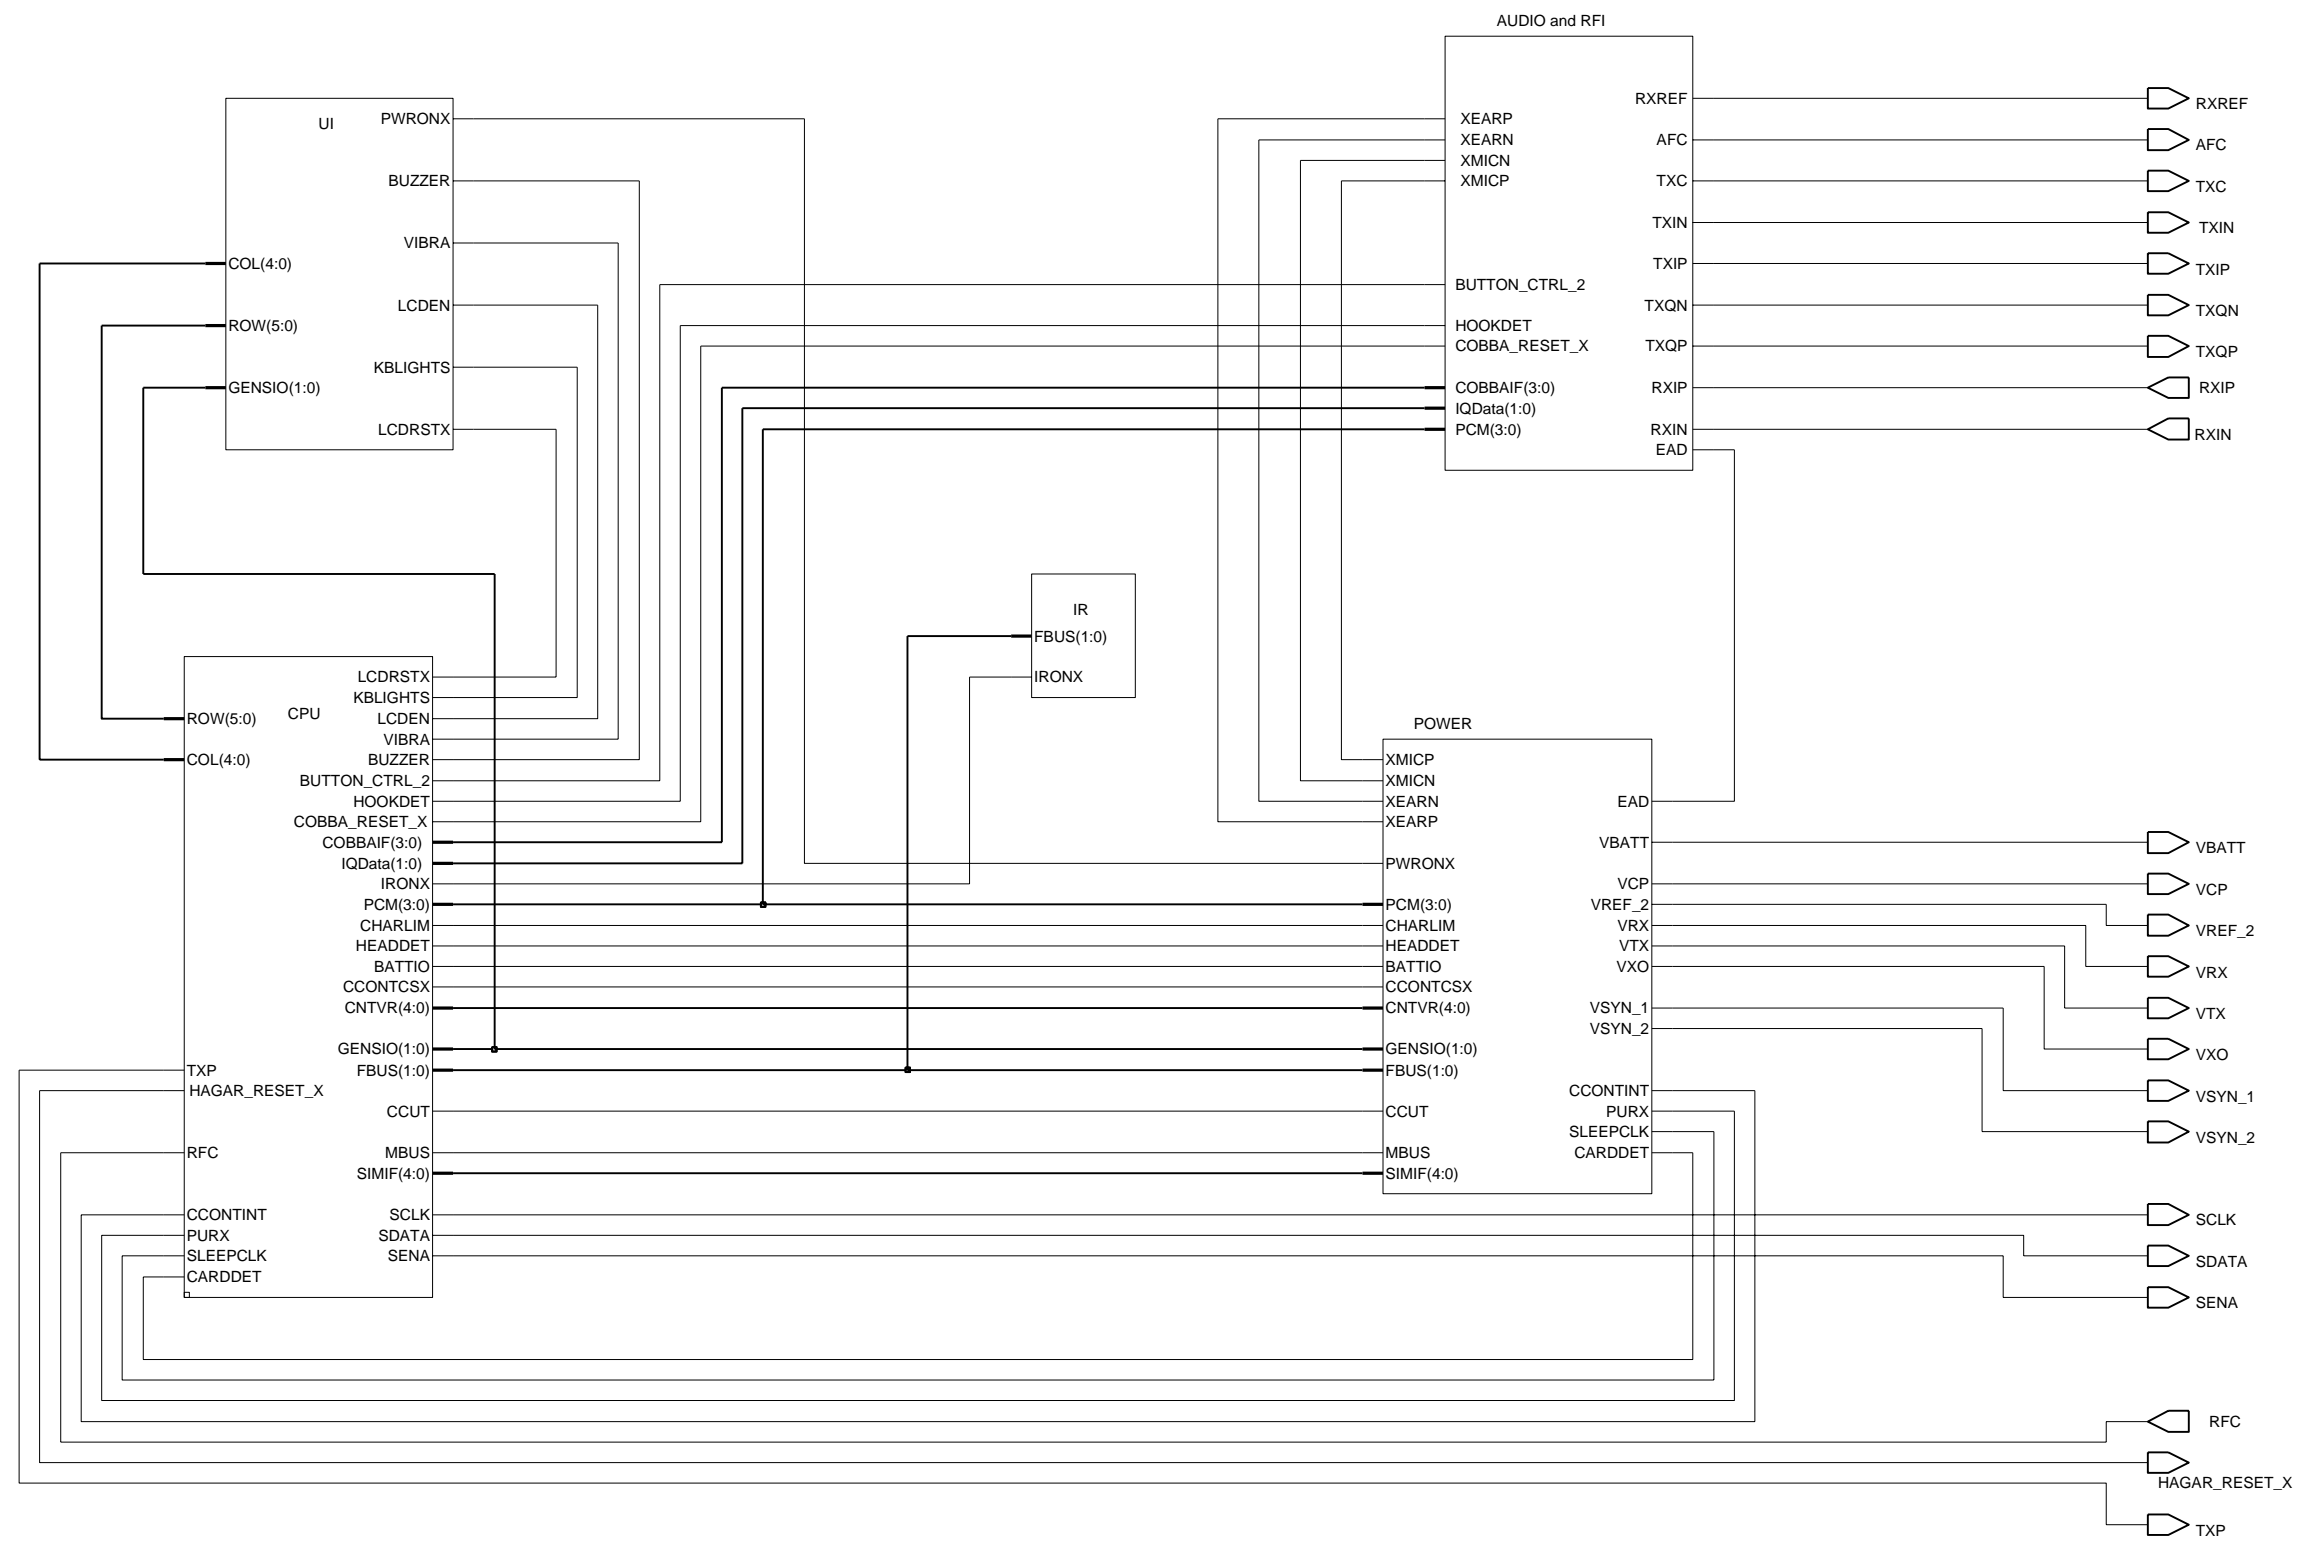 AUDIO and RFI
XEARP
XEARN
XMICN
XMICP
BUTTON_CTRL_2
HOOKDET
COBBA_RESET_X
COBBAIF(3:0)
IQData(1:0)
PCM(3:0)
RXREF
AFC
TXC
TXIN
TXIP
TXQN
TXQP
RXIP
RXIN
EAD
RXREF
AFC
TXC
TXIN
TXIP
TXQN
TXQP
RXIP
RXIN
UI
COL(4:0)
ROW(5:0)
GENSIO(1:0)
PWRONX
BUZZER
VIBRA
LCDEN
KBLIGHTS
LCDRSTX
IR
FBUS(1:0)
IRONX
CPU
ROW(5:0)
COL(4:0)
TXP
HAGAR_RESET_X
RFC
CCONTINT
PURX
SLEEPCLK
CARDDET
LCDRSTX
KBLIGHTS
LCDEN
VIBRA
BUZZER
BUTTON_CTRL_2
HOOKDET
COBBA_RESET_X
COBBAIF(3:0)
IQData(1:0)
IRONX
PCM(3:0)
CHARLIM
HEADDET
BATTIO
CCONTCSX
CNTVR(4:0)
GENSIO(1:0)
FBUS(1:0)
CCUT
MBUS
SIMIF(4:0)
SCLK
SDATA
SENA
POWER
XMICP
XMICN
XEARN
XEARP
PWRONX
PCM(3:0)
CHARLIM
HEADDET
BATTIO
CCONTCSX
CNTVR(4:0)
GENSIO(1:0)
FBUS(1:0)
CCUT
MBUS
SIMIF(4:0)
EAD
VBATT
VCP
VREF_2
VRX
VTX
VXO
VSYN_1
VSYN_2
CCONTINT
PURX
SLEEPCLK
CARDDET
VBATT
VCP
VREF_2
VRX
VTX
VXO
VSYN_1
VSYN_2
SCLK
SDATA
SENA
RFC
HAGAR_RESET_X
TXP